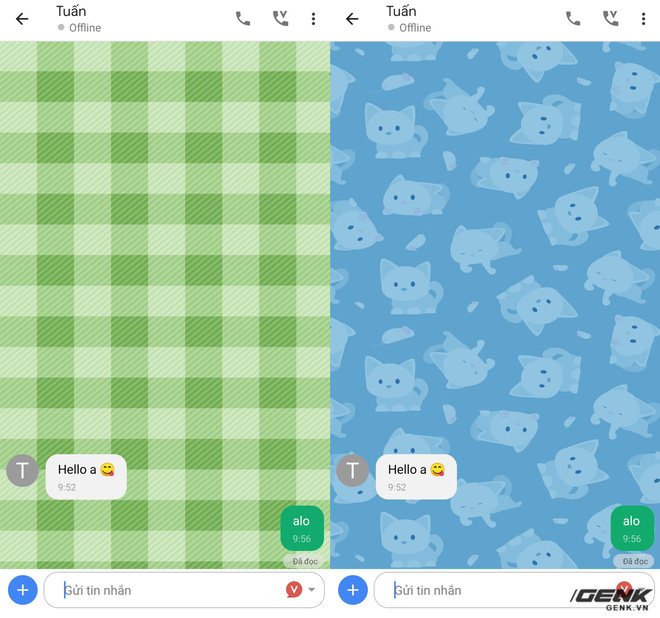 Tuấn
Offline
T
Hello a 😋
9:52
alo
9:56
Đã đọc
Gửi tin nhắn
Tuấn
Offline
T
Hello a 😋
9:52
alo
9:56
Đã đọc
Gửi tin nhắn
GENK
GENK.VN